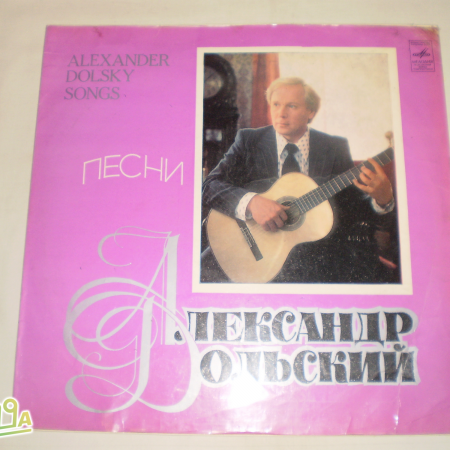 ALEXANDER
DOLSKY
SONGS
ПЕСНИ
АЛЕКСАНДР
ДОЛЬСКИЙ